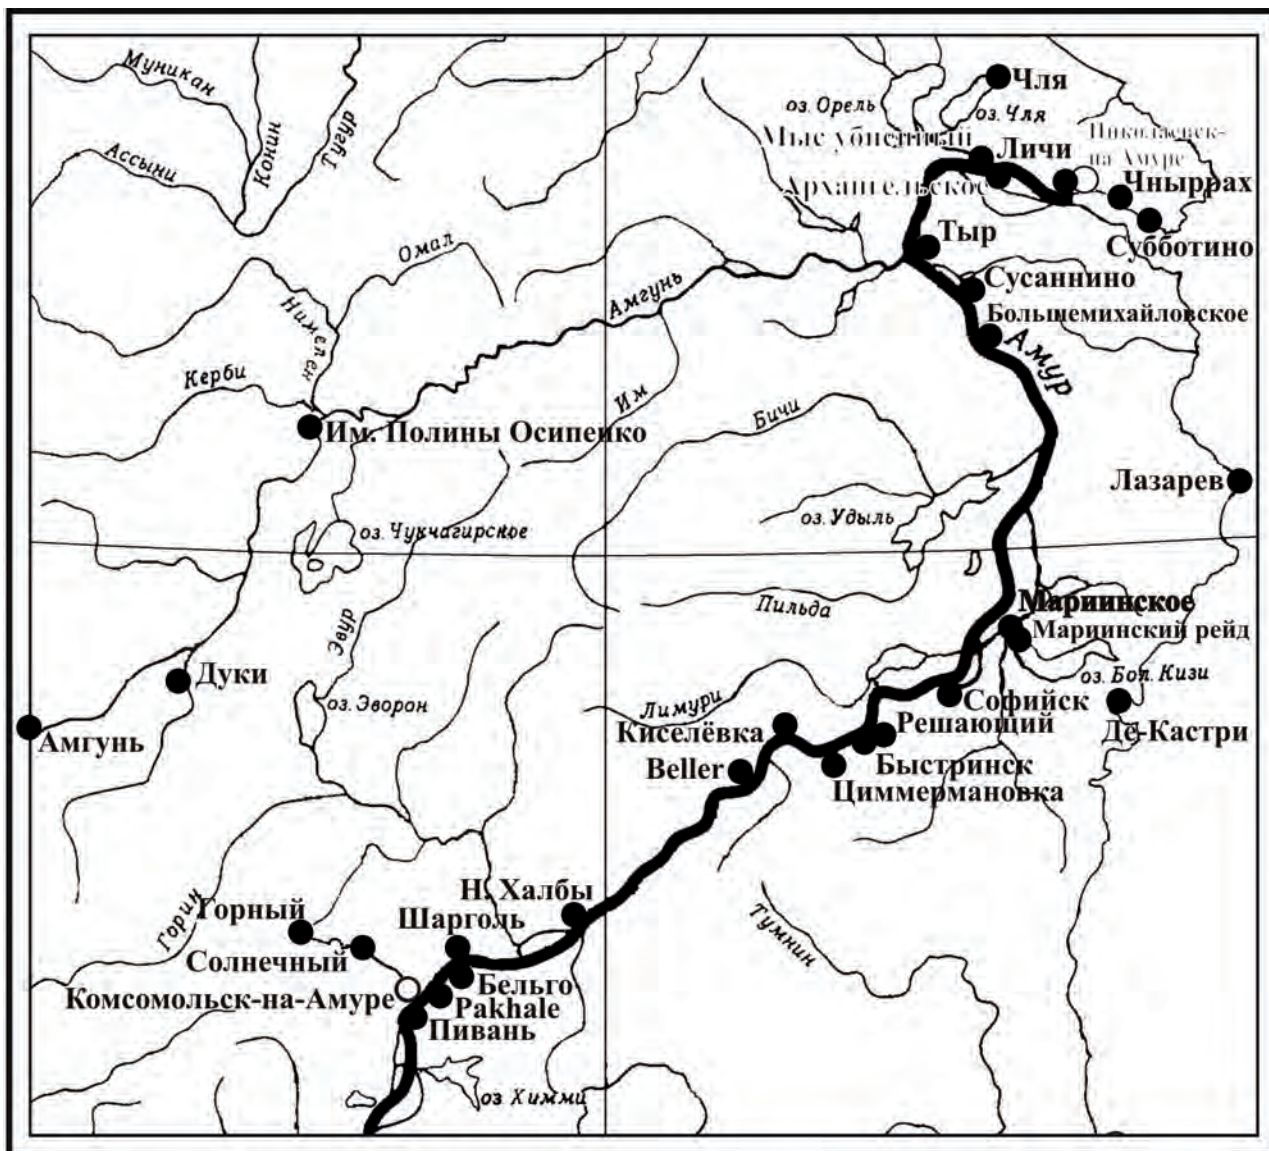 Муникан
Чля
оз. Орель
оз. Чля
Конин
Тугур
Николаевск-
на Амуре
Мыс убиенный
Личи
Ассыни
Архангельское
Чныррах
Субботино
Тыр
Омал
Сусаннино
Амгунь
Нимелен
Большемихайловское
Амур
Керби
Им
Бичи
Им. Полины Осипенко
Лазарев
оз. Удыль
оз. Чукчагирское
Пильда
Мариинское
Мариинский рейд
Эвур
Дуки
оз. Бол. Кизи
оз. Эворон
Лимури
Софийск
Киселёвка
Решающий
Де-Кастри
Амгунь
Beller
Быстринск
Циммермановка
Н. Халбы
Горин
Горный
Шарголь
Тумнин
Солнечный
Бельго
Комсомольск-на-Амуре
Pakhale
Пивань
оз. Химми